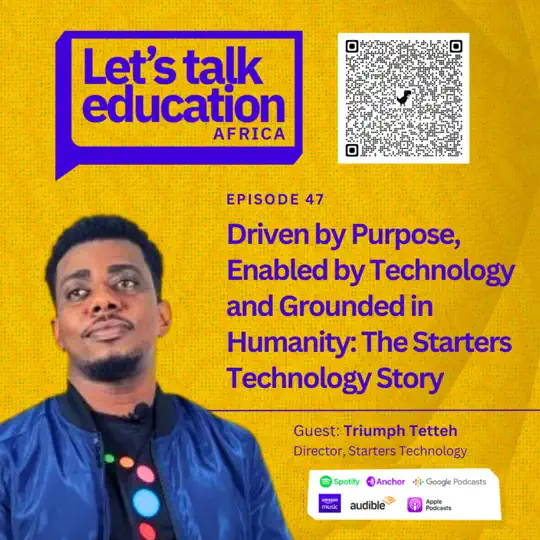 Let's talk
education
AFRICA
EPISODE 47
Driven by Purpose,
Enabled by Technology
and Grounded in
Humanity: The Starters
Technology Story
Guest: Triumph Tetteh
Director, Starters Technology
Spotify Anchor Google Podcasts
amazon music audible Apple Podcasts